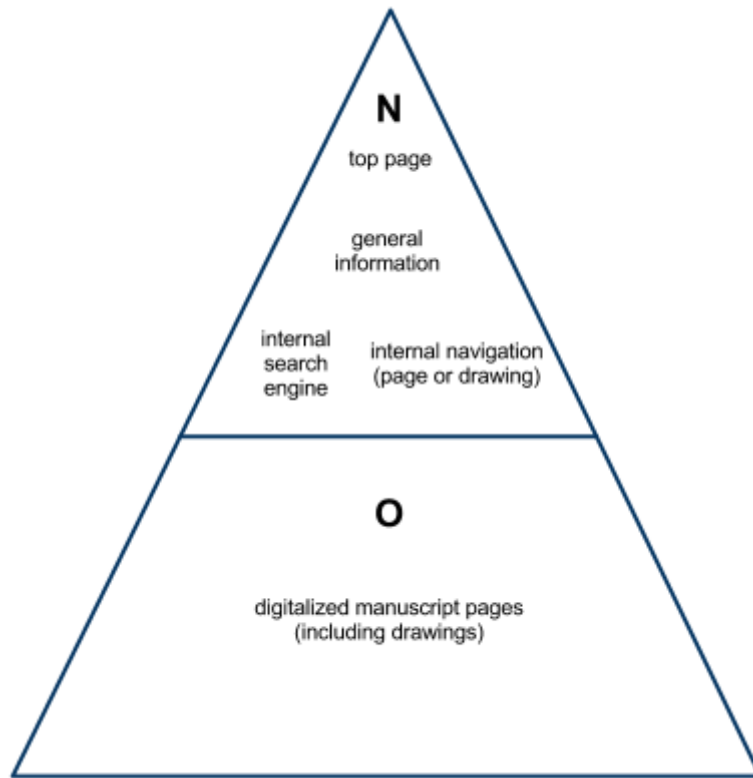 N
top page
general
information
internal
search
engine
internal navigation
(page or drawing)
O
digitalized manuscript pages
(including drawings)